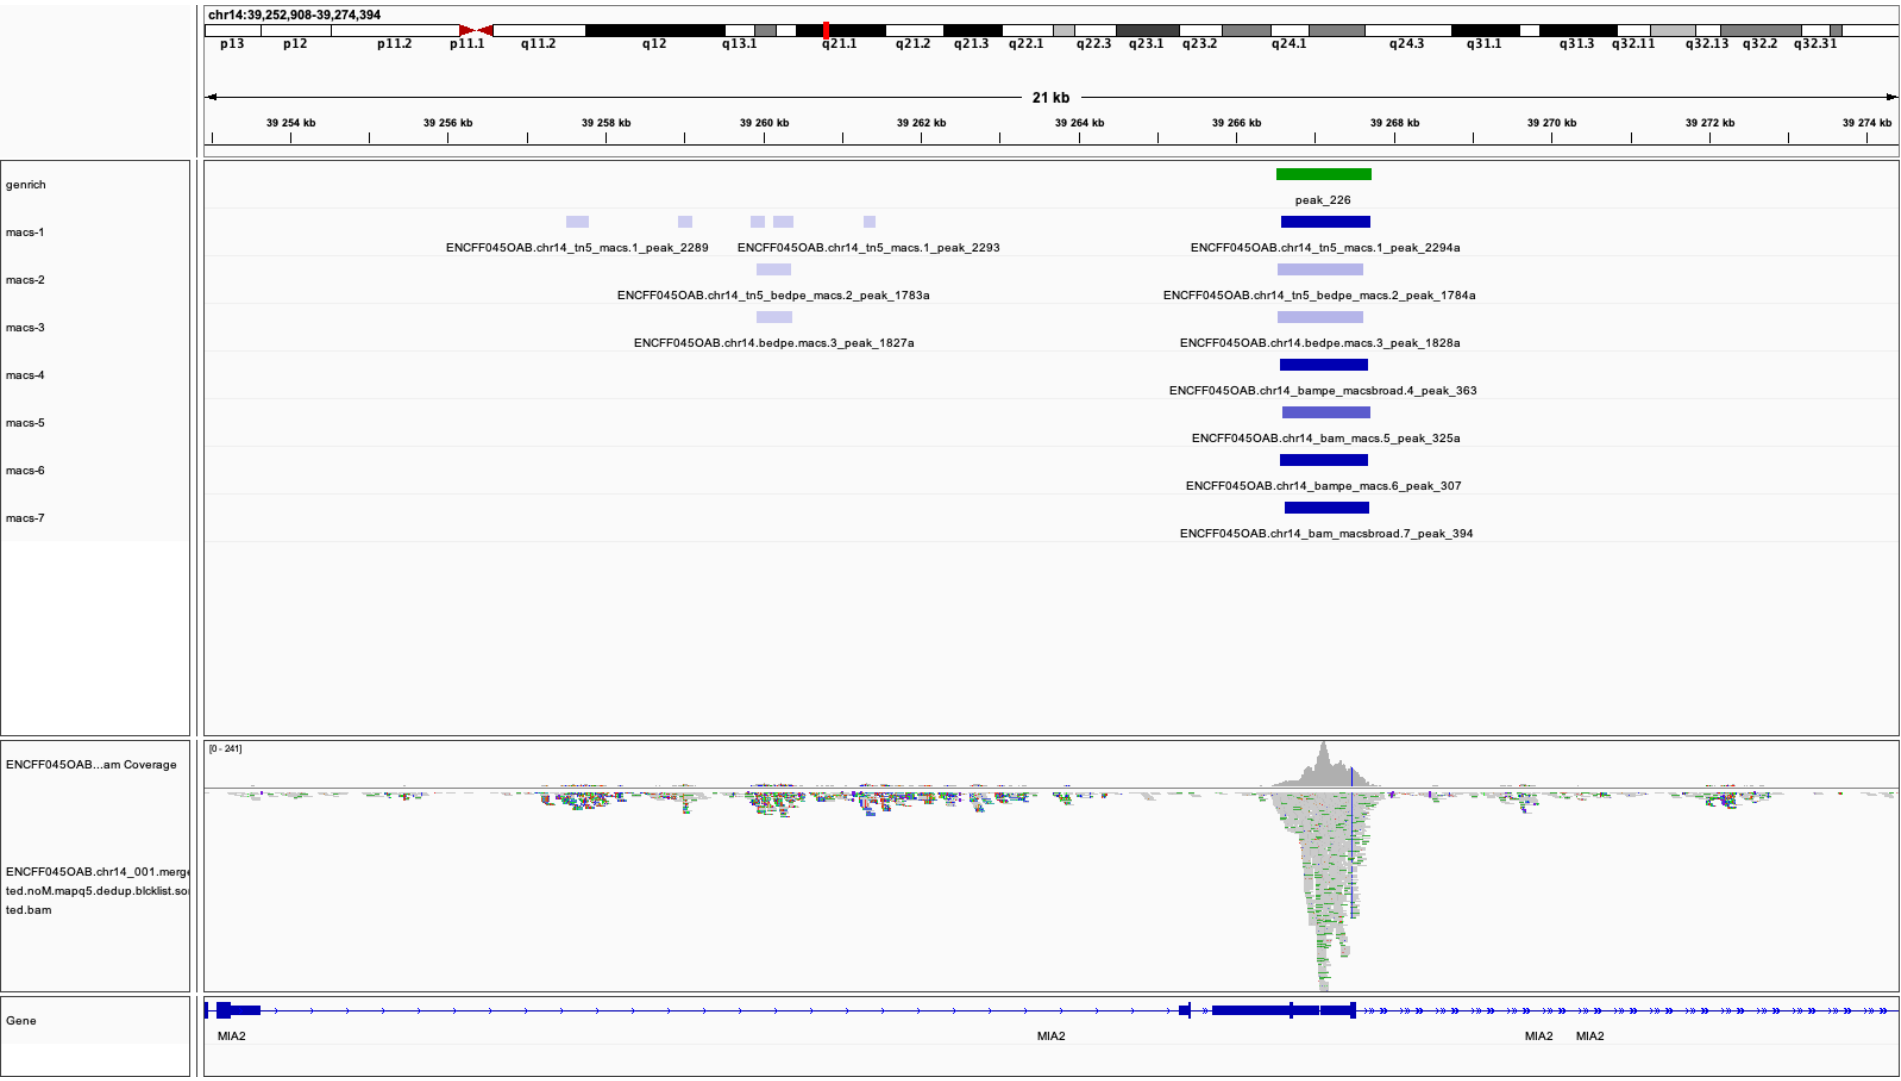 chr14:39,252,908-39,274,394
p13 p12 p11.2 p11.1 q11.2 q12 q13.1 q21.1 q21.2 q21.3 q22.1 q22.3 q23.1 q23.2 q24.1 q24.3 q31.1 q31.3 q32.11 q32.13 q32.2 q32.31
21 kb
39 254 kb 39 256 kb 39 258 kb 39 260 kb 39 262 kb 39 264 kb 39 266 kb 39 268 kb 39 270 kb 39 272 kb 39 274 kb
genrich
peak_226
macs-1
ENCFF045OAB.chr14_tn5_macs.1_peak_2289 ENCFF045OAB.chr14_tn5_macs.1_peak_2293 ENCFF045OAB.chr14_tn5_macs.1_peak_2294a
macs-2
ENCFF045OAB.chr14_tn5_bedpe_macs.2_peak_1783a ENCFF045OAB.chr14_tn5_bedpe_macs.2_peak_1784a
macs-3
ENCFF045OAB.chr14.bedpe.macs.3_peak_1827a ENCFF045OAB.chr14.bedpe.macs.3_peak_1828a
macs-4
ENCFF045OAB.chr14_bampe_macsbroad.4_peak_363
macs-5
ENCFF045OAB.chr14_bam_macs.5_peak_325a
macs-6
ENCFF045OAB.chr14_bampe_macs.6_peak_307
macs-7
ENCFF045OAB.chr14_bam_macsbroad.7_peak_394
[0 - 241]
ENCFF045OAB...am Coverage
ENCFF045OAB.chr14_001.merge
ted.noM.mapq5.dedup.blcklist.so
ted.bam
Gene
MIA2 MIA2 MIA2 MIA2